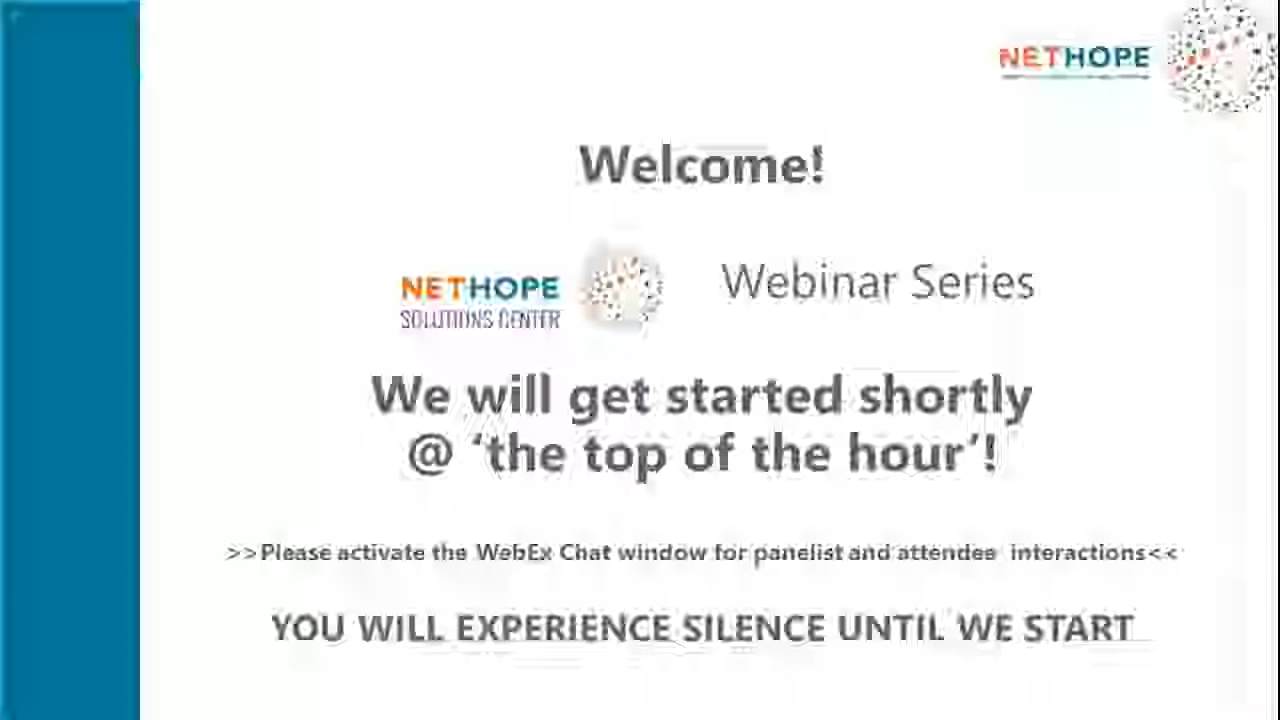 NETHOPE
Welcome!
NETHOPE
SOLUTIONS CENTER
Webinar Series
We will get started shortly
@ ‘the top of the hour’!
>>Please activate the WebEx Chat window for panelist and attendee interactions<<
YOU WILL EXPERIENCE SILENCE UNTIL WE START